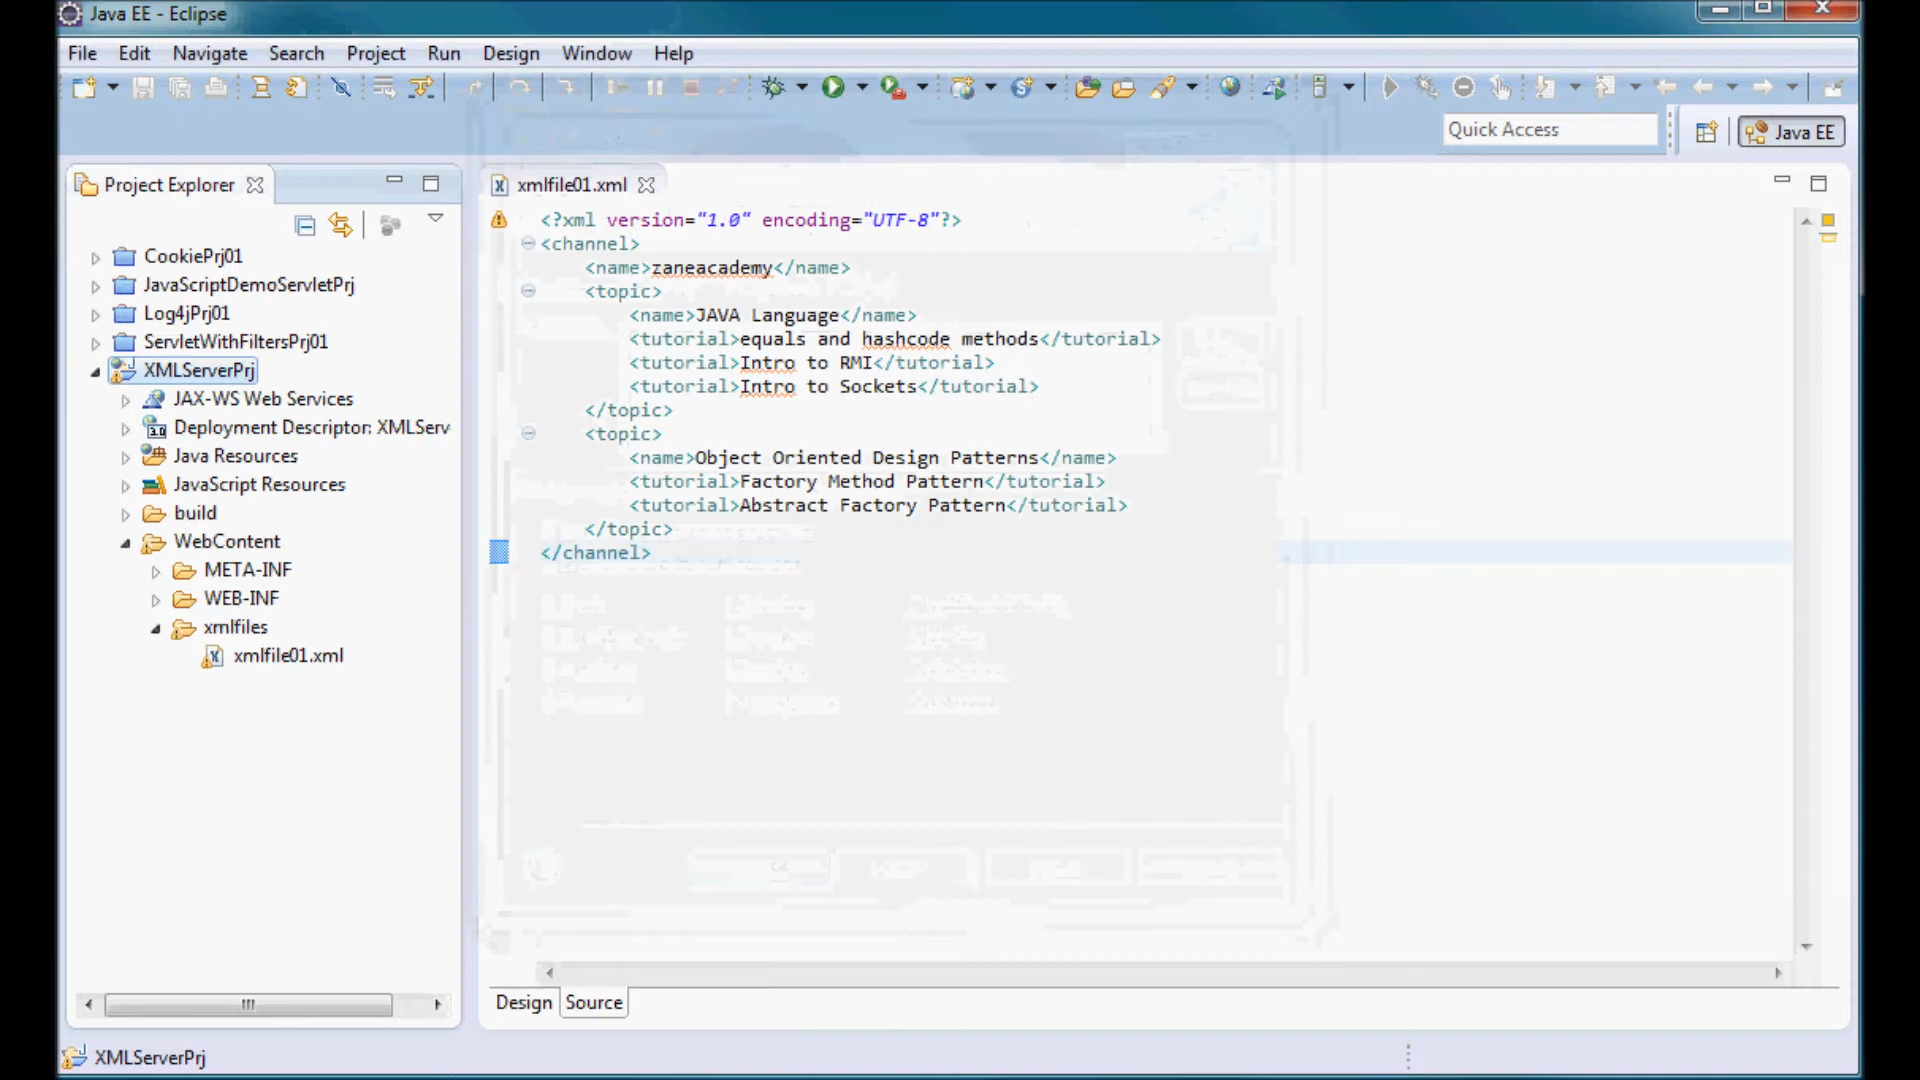 Java EE - Eclipse
File Edit Navigate Search Project Run Design Window Help
Quick Access
Java EE
Project Explorer
CookiePrj01
JavaScriptDemoServletPrj
Log4jPrj01
ServletWithFiltersPrj01
XMLServerPrj
JAX-WS Web Services
3.0 Deployment Descriptor: XMLServ
Java Resources
JavaScript Resources
build
WebContent
META-INF
WEB-INF
xmlfiles
xmlfile01.xml
xmlfile01.xml
<?xml version="1.0" encoding="UTF-8"?>
<channel>
<name>zaneacademy</name>
<topic>
<name>JAVA Language</name>
<tutorial>equals and hashcode methods</tutorial>
<tutorial>Intro to RMI</tutorial>
<tutorial>Intro to Sockets</tutorial>
</topic>
<topic>
<name>Object Oriented Design Patterns</name>
<tutorial>Factory Method Pattern</tutorial>
<tutorial>Abstract Factory Pattern</tutorial>
</topic>
</channel>
Design Source
XMLServerPrj